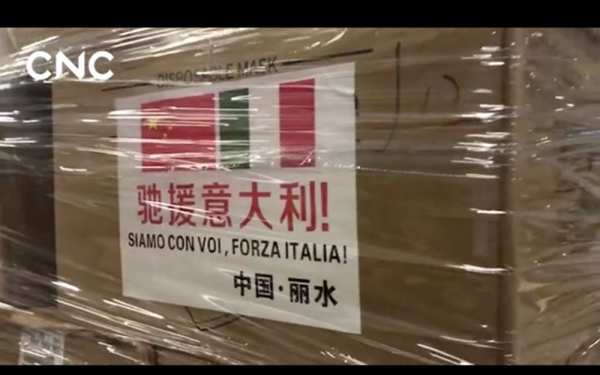 CNC
DISPOSABLE MASK
驰援意大利!
SIAMO CON VOI, FORZA ITALIA!
中国·丽水